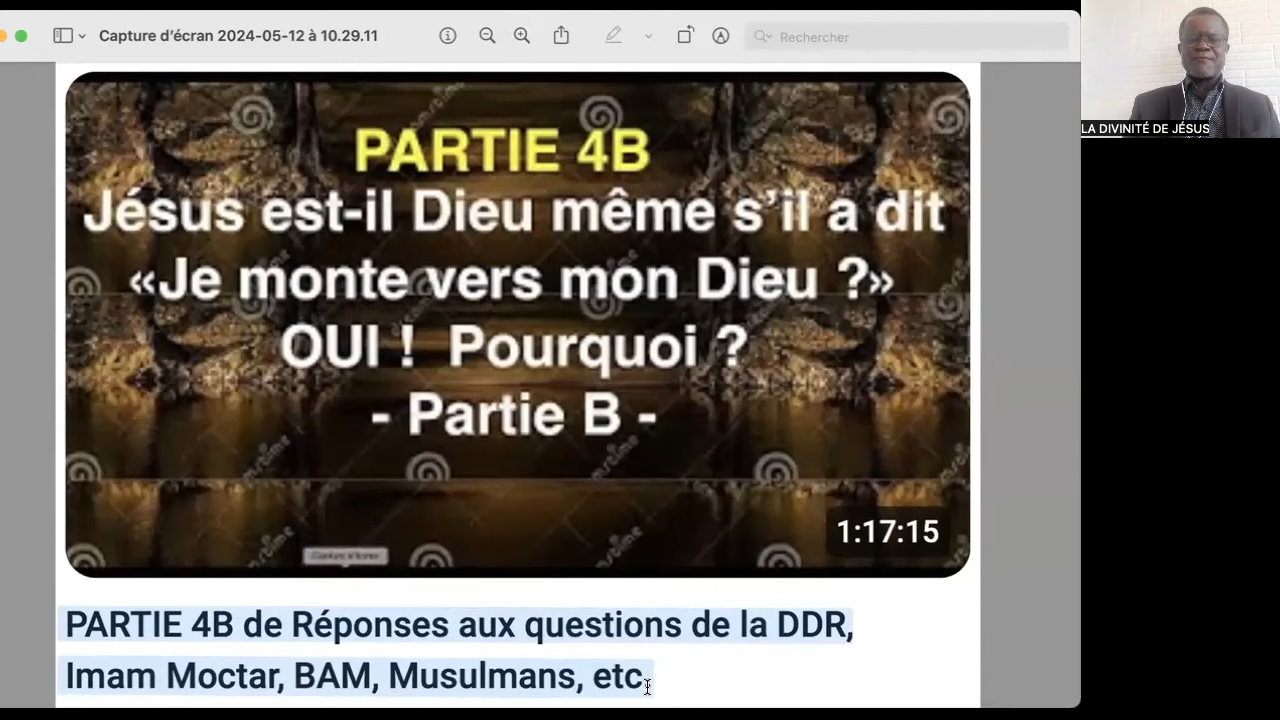 Capture d'écran 2024-05-12 à 10.29.11
Rechercher
LA DIVINITÉ DE JÉSUS
PARTIE 4B
Jésus est-il Dieu même s'il a dit
«Je monte vers mon Dieu ?»
OUI ! Pourquoi ?
- Partie B -
1:17:15
PARTIE 4B de Réponses aux questions de la DDR,
Imam Moctar, BAM, Musulmans, etc.